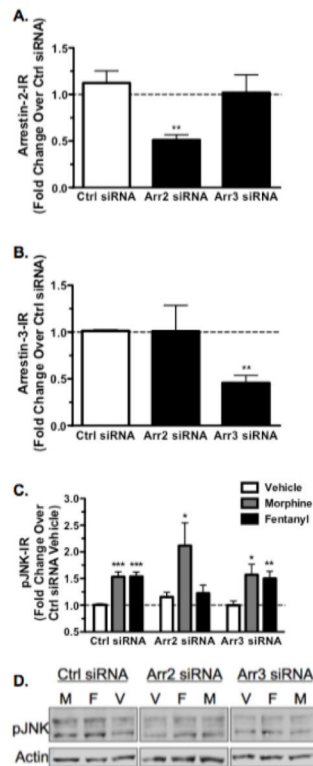 A.
Arrestin-2-IR
(Fold Change Over Ctrl siRNA)
1.5
1.0
0.5
0.0
**
Ctrl siRNA Arr2 siRNA Arr3 siRNA
B.
Arrestin-3-IR
(Fold Change Over Ctrl siRNA)
1.5
1.0
0.5
0.0
**
Ctrl siRNA Arr2 siRNA Arr3 siRNA
C.
Vehicle
Morphine
Fentanyl
pJNK-IR
(Fold Change Over
Ctrl siRNA Vehicle)
3.0
2.5
2.0
1.5
1.0
0.5
*** ***
*
* **
Ctrl siRNA Arr2 siRNA Arr3 siRNA
D.
Ctrl siRNA Arr2 siRNA Arr3 siRNA
M F V V F M V F M
pJNK
Actin